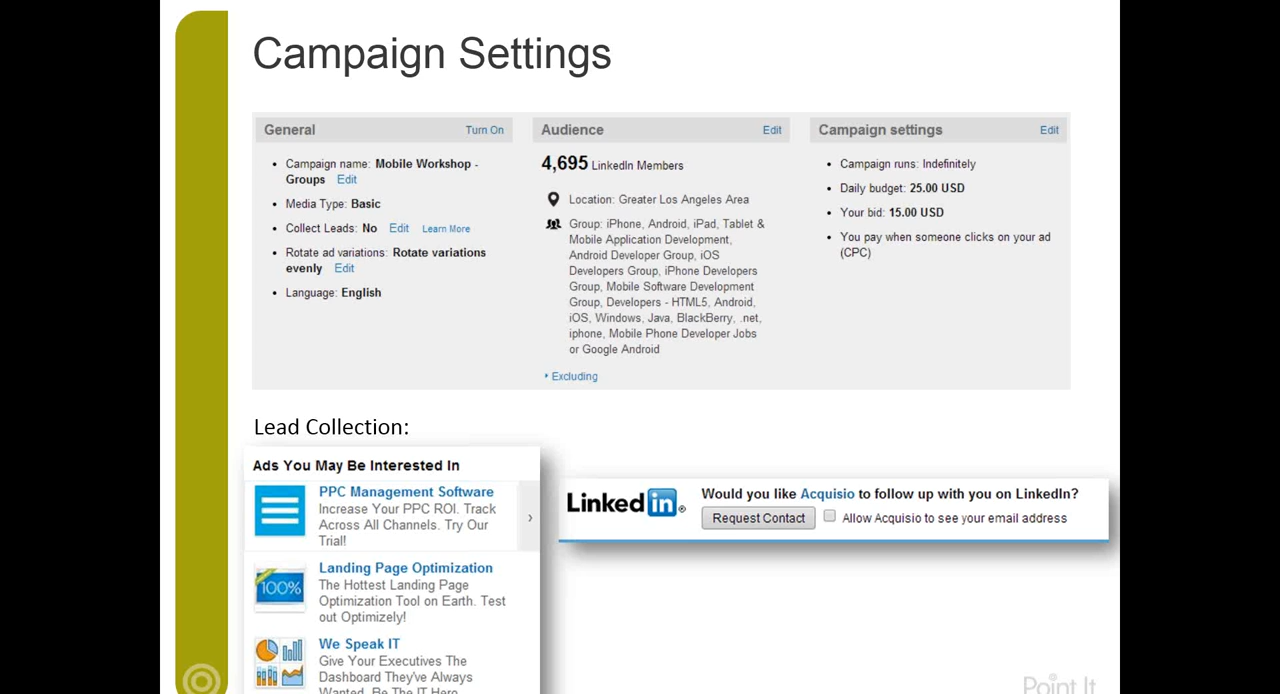 Campaign Settings
General Turn On
• Campaign name: Mobile Workshop -
Groups Edit
• Media Type: Basic
• Collect Leads: No Edit Learn More
• Rotate ad variations: Rotate variations
evenly Edit
• Language: English
Audience Edit
4,695 LinkedIn Members
Location: Greater Los Angeles Area
Group: iPhone, Android, iPad, Tablet &
Mobile Application Development,
Android Developer Group, iOS
Developers Group, iPhone Developers
Group, Mobile Software Development
Group, Developers - HTML5, Android,
iOS, Windows, Java, BlackBerry, .net,
iphone, Mobile Phone Developer Jobs
or Google Android
Excluding
Campaign settings Edit
• Campaign runs: Indefinitely
• Daily budget: 25.00 USD
• Your bid: 15.00 USD
• You pay when someone clicks on your ad
(CPC)
Lead Collection:
Ads You May Be Interested In
PPC Management Software
Increase Your PPC ROI. Track
Across All Channels. Try Our
Trial!
100%
Landing Page Optimization
The Hottest Landing Page
Optimization Tool on Earth. Test
out Optimizely!
We Speak IT
Give Your Executives The
Dashboard They've Always
Wanted. Be The IT Hero
LinkedIn®
Would you like Acquisio to follow up with you on LinkedIn?
Request Contact Allow Acquisio to see your email address
Point It